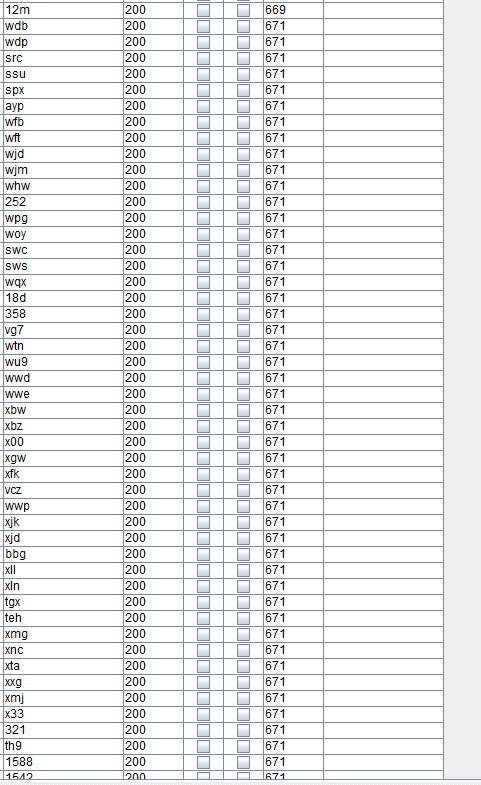 12m 200 669
wdb 200 671
wdp 200 671
src 200 671
ssu 200 671
spx 200 671
ayp 200 671
wfb 200 671
wft 200 671
wjd 200 671
wjm 200 671
whw 200 671
252 200 671
wpg 200 671
woy 200 671
swc 200 671
sws 200 671
wqx 200 671
18d 200 671
358 200 671
vg7 200 671
wtn 200 671
wu9 200 671
wwd 200 671
wwe 200 671
xbw 200 671
xbz 200 671
x00 200 671
xgw 200 671
xfk 200 671
vcz 200 671
wwp 200 671
xjk 200 671
xjd 200 671
bbg 200 671
xll 200 671
xln 200 671
tgx 200 671
teh 200 671
xmg 200 671
xnc 200 671
xta 200 671
xxg 200 671
xmj 200 671
x33 200 671
321 200 671
th9 200 671
1588 200 671
1542 200 671